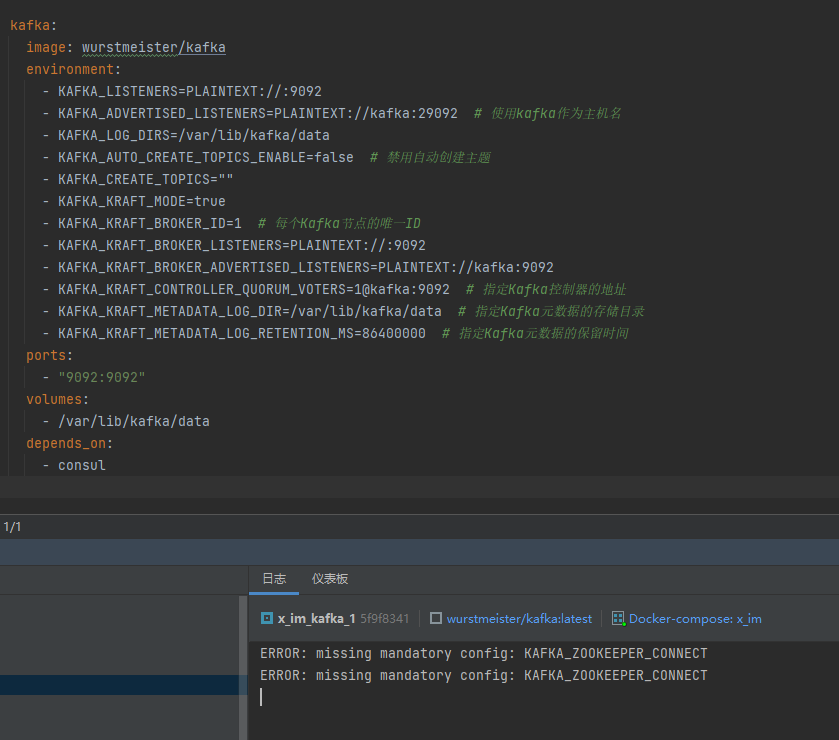 kafka:
image: wurstmeister/kafka
environment:
- KAFKA_LISTENERS=PLAINTEXT://:9092
- KAFKA_ADVERTISED_LISTENERS=PLAINTEXT://kafka:29092 # 使用kafka作为主机名
- KAFKA_LOG_DIRS=/var/lib/kafka/data
- KAFKA_AUTO_CREATE_TOPICS_ENABLE=false # 禁用自动创建主题
- KAFKA_CREATE_TOPICS=""
- KAFKA_KRAFT_MODE=true
- KAFKA_KRAFT_BROKER_ID=1 # 每个Kafka节点的唯一ID
- KAFKA_KRAFT_BROKER_LISTENERS=PLAINTEXT://:9092
- KAFKA_KRAFT_BROKER_ADVERTISED_LISTENERS=PLAINTEXT://kafka:9092
- KAFKA_KRAFT_CONTROLLER_QUORUM_VOTERS=1@kafka:9092 # 指定Kafka控制器的地址
- KAFKA_KRAFT_METADATA_LOG_DIR=/var/lib/kafka/data # 指定Kafka元数据的存储目录
- KAFKA_KRAFT_METADATA_LOG_RETENTION_MS=86400000 # 指定Kafka元数据的保留时间
ports:
- "9092:9092"
volumes:
- /var/lib/kafka/data
depends_on:
- consul
1/1
日志 仪表板
x_im_kafka_1 5f9f8341 wurstmeister/kafka:latest Docker-compose: x_im
ERROR: missing mandatory config: KAFKA_ZOOKEEPER_CONNECT
ERROR: missing mandatory config: KAFKA_ZOOKEEPER_CONNECT